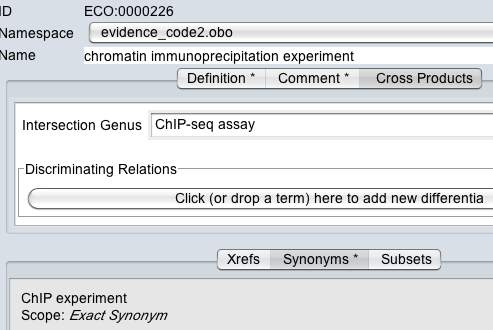 ID ECO:0000226
Namespace evidence_code2.obo
Name chromatin immunoprecipitation experiment
Definition * Comment * Cross Products
Intersection Genus ChIP-seq assay
Discriminating Relations
Click (or drop a term) here to add new differentia
Xrefs Synonyms * Subsets
ChIP experiment
Scope: Exact Synonym